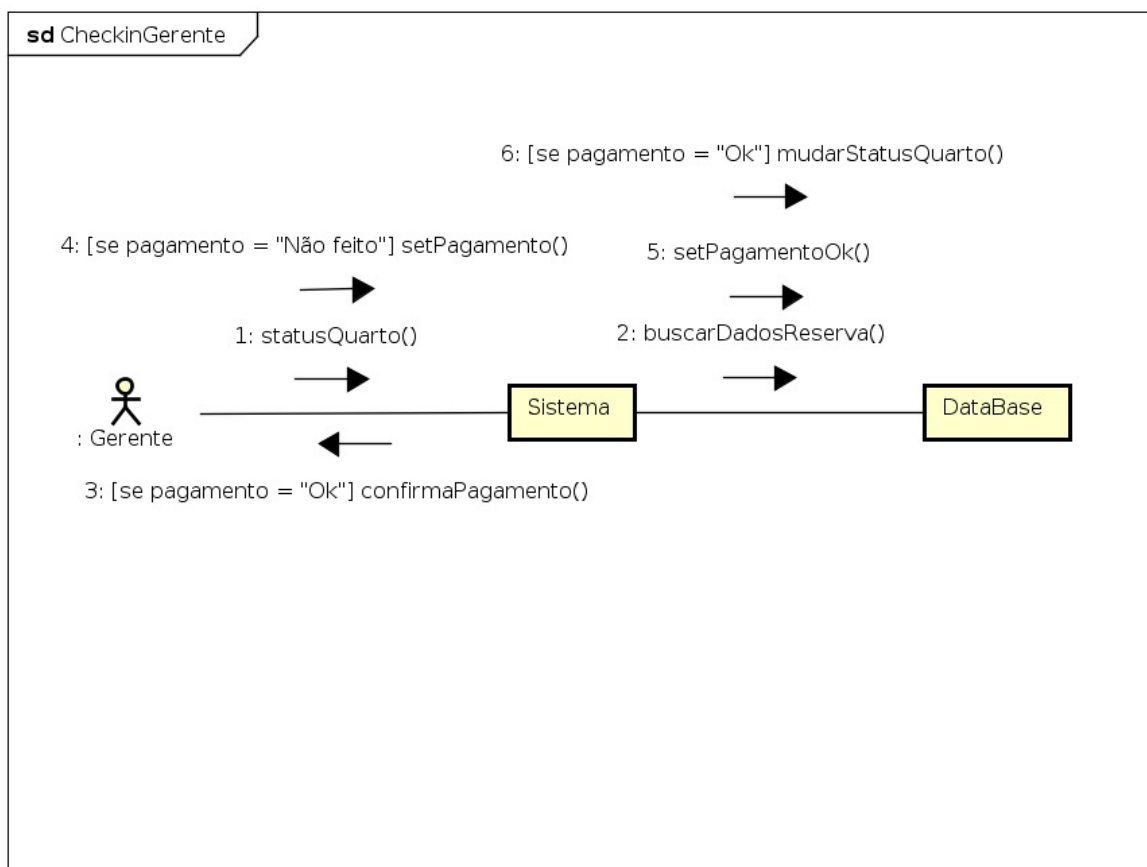 sd CheckinGerente
6: [se pagamento = "Ok"] mudarStatusQuarto()
4: [se pagamento = "Não feito"] setPagamento()
5: setPagamentoOk()
1: statusQuarto()
2: buscarDadosReserva()
Sistema
DataBase
: Gerente
3: [se pagamento = "Ok"] confirmaPagamento()